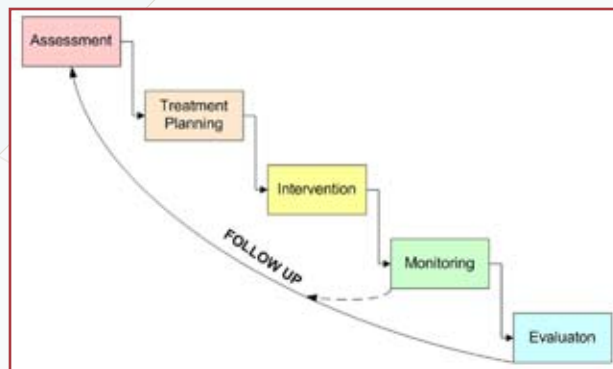 Assessment
Treatment
Planning
Intervention
FOLLOW UP
Monitoring
Evaluaton